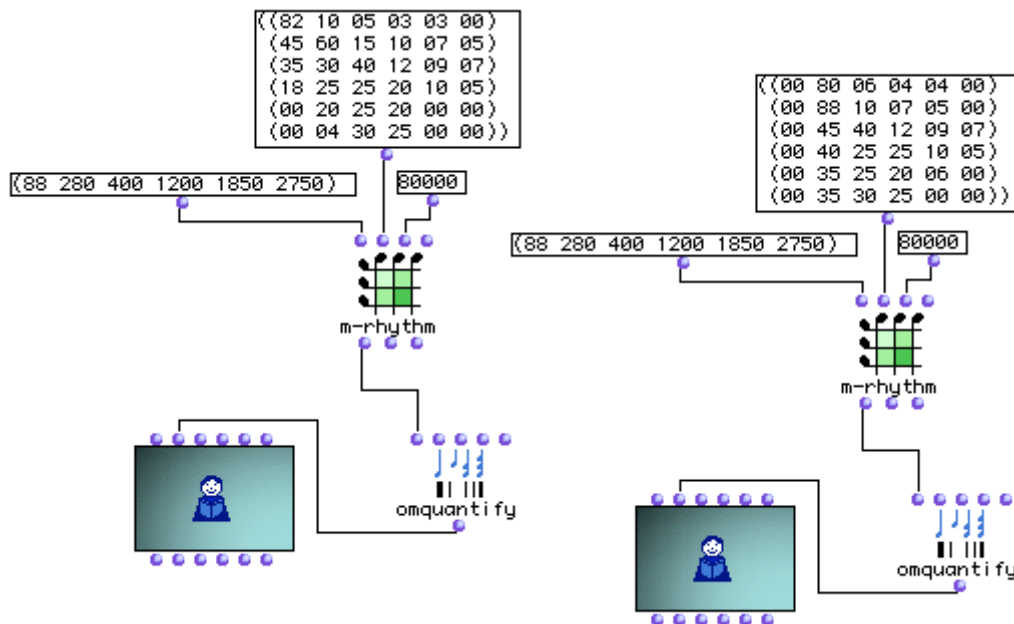 ((82 10 05 03 03 00)
(45 60 15 10 07 05)
(35 30 40 12 09 07)
(18 25 25 20 10 05)
(00 20 25 20 00 00)
(00 04 30 25 00 00))
(88 280 400 1200 1850 2750)
80000
m-rhythm
omquantify
((00 80 06 04 04 00)
(00 88 10 07 05 00)
(00 45 40 12 09 07)
(00 40 25 25 10 05)
(00 35 25 20 06 00)
(00 35 30 25 00 00))
(88 280 400 1200 1850 2750)
80000
m-rhythm
omquantify